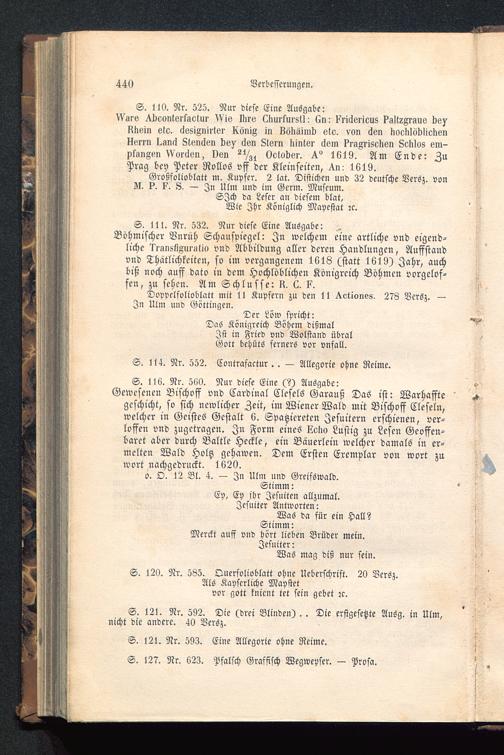 440 Verbesserungen.
S. 110. Nr. 525. Nur diese Eine Ausgabe:
Ware Abconterfactur Wie Ihre Churfurstl: Gn: Fridericus Paltzgraue bey
Rhein etc. designirter König in Böhäimb etc. von den hochlöblichen
Herrn Land Stenden bey den Stern hinter dem Pragrischen Schlos em-
pfangen Worden, Den 21/31 October. A° 1619. Am Ende: Zu
Prag bey Peter Rollos vff der Kleinseiten, An: 1619.
Großfolioblatt m. Kupfer. 2 lat. Distichen und 32 deutsche Versz. von
M. P. F. S. — In Ulm und im Germ. Museum.
SIch da Leser an diesem blat,
Wie Ihr Königlich Mayestat ꝛc.
S. 111. Nr. 532. Nur diese Eine Ausgabe:
Böhmischer Vnrüh Schauspiegel: In welchem eine artliche vnd eigend-
liche Transfiguratio vnd Abbildung aller deren Handlungen, Auffstand
vnd Thätlichkeiten, so im vergangenem 1618 (statt 1619) Jahr, auch
biß noch auff dato in dem Hochlöblichen Königreich Böhmen vorgelof-
fen, zu sehen. Am Schlusse: R. C. F.
Doppelfolioblatt mit 11 Kupfern zu den 11 Actiones. 278 Versz. —
In Ulm und Göttingen.
Der Löw spricht:
Das Königreich Böhem dißmal
Ist in Fried vnd Wolstand übral
Gott behüts ferners vor vnfall.
S. 114. Nr. 552. Contrafactur . . — Allegorie ohne Reime.
S. 116. Nr. 560. Nur diese Eine (?) Ausgabe:
Gewesenen Bischoff vnd Cardinal Clesels Garauß Das ist: Warhaffte
geschicht, so sich newlicher Zeit, im Wiener Wald mit Bischoff Cleseln,
welcher in Geistes Gestalt 6. Spatziereten Jesuitern erschienen, ver-
loffen vnd zugetragen. In Form eines Echo Lustig zu Lesen Geoffen-
baret aber durch Baltle Heckle, ein Bäuerlein welcher damals in er-
melten Wald Holtz gehawen. Dem Ersten Exemplar von wort zu
wort nachgedruckt. 1620.
o. O. 12 Bl. 4. — In Ulm und Greifswald.
Stimm:
Ey, Ey ihr Jesuiten allzumal.
Jesuiter Antworten:
Was da für ein Hall?
Stimm:
Merckt auff vnd hört lieben Brüder mein.
Jesuiter:
Was mag diß nur sein.
S. 120. Nr. 585. Querfolioblatt ohne Ueberschrift. 20 Versz.
Als Kayserliche Maystet
vor gott knient tet sein gebet ꝛc.
S. 121. Nr. 592. Die (drei Blinden) . . Die erstgesetzte Ausg. in Ulm,
nicht die andere. 40 Versz.
S. 121. Nr. 593. Eine Allegorie ohne Reime.
S. 127. Nr. 623. Pfalsch Graffisch Wegweyser. — Prosa.